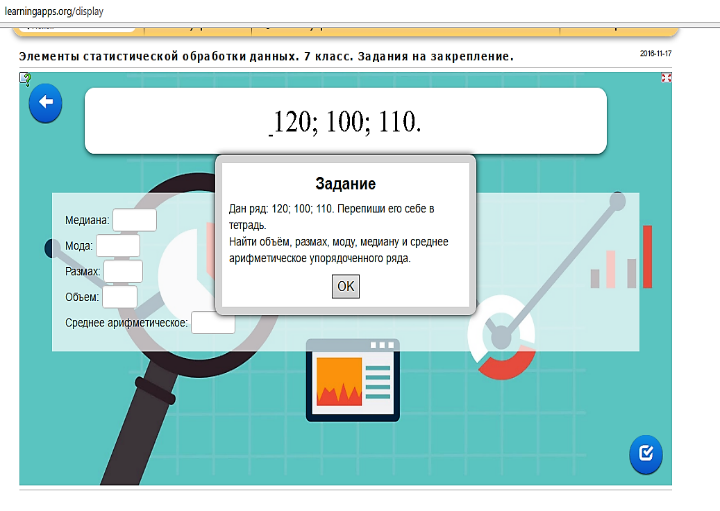 learningapps.org/display
Элементы статистической обработки данных. 7 класс. Задания на закрепление.
2016-11-17
120; 100; 110.
Задание
Дан ряд: 120; 100; 110. Перепиши его себе в
тетрадь.
Найти объём, размах, моду, медиану и среднее
арифметическое упорядоченного ряда.
OK
Медиана:
Мода:
Размах:
Объем:
Среднее арифметическое: